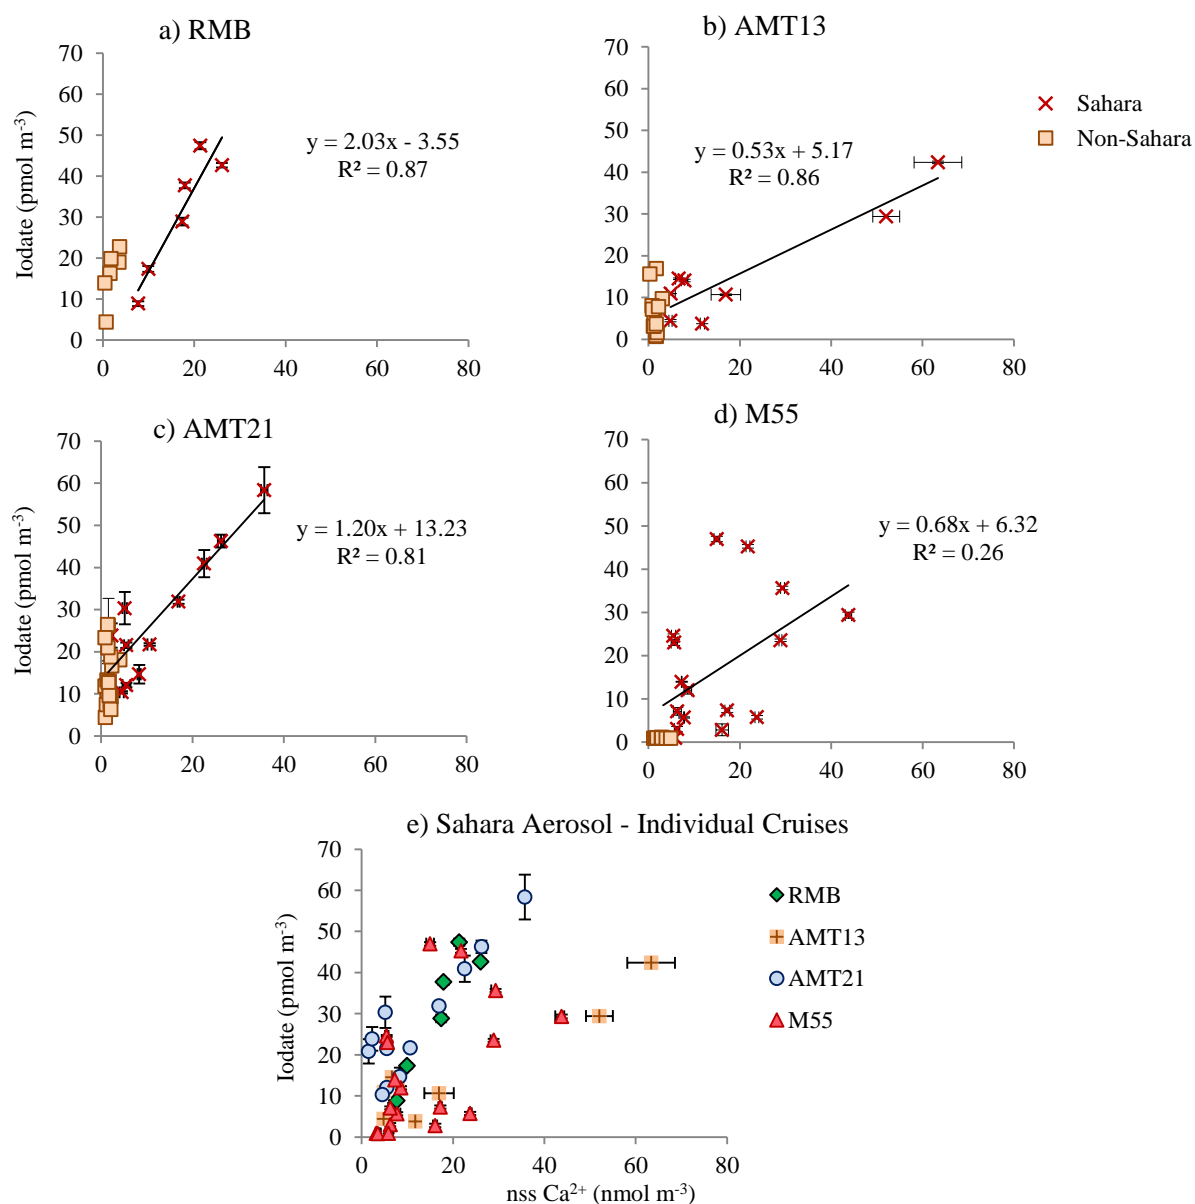 a) RMB
70
60
50
40
30
20
10
0
0 20 40 60 80
Iodate (pmol m⁻³)
y = 2.03x - 3.55
R² = 0.87
b) AMT13
70
60
50
40
30
20
10
0
0 20 40 60 80
y = 0.53x + 5.17
R² = 0.86
Sahara
Non-Sahara
c) AMT21
70
60
50
40
30
20
10
0
0 20 40 60 80
Iodate (pmol m⁻³)
y = 1.20x + 13.23
R² = 0.81
d) M55
70
60
50
40
30
20
10
0
0 20 40 60 80
y = 0.68x + 6.32
R² = 0.26
e) Sahara Aerosol - Individual Cruises
70
60
50
40
30
20
10
0
0 20 40 60 80
Iodate (pmol m⁻³)
nss Ca²⁺ (nmol m⁻³)
RMB
AMT13
AMT21
M55